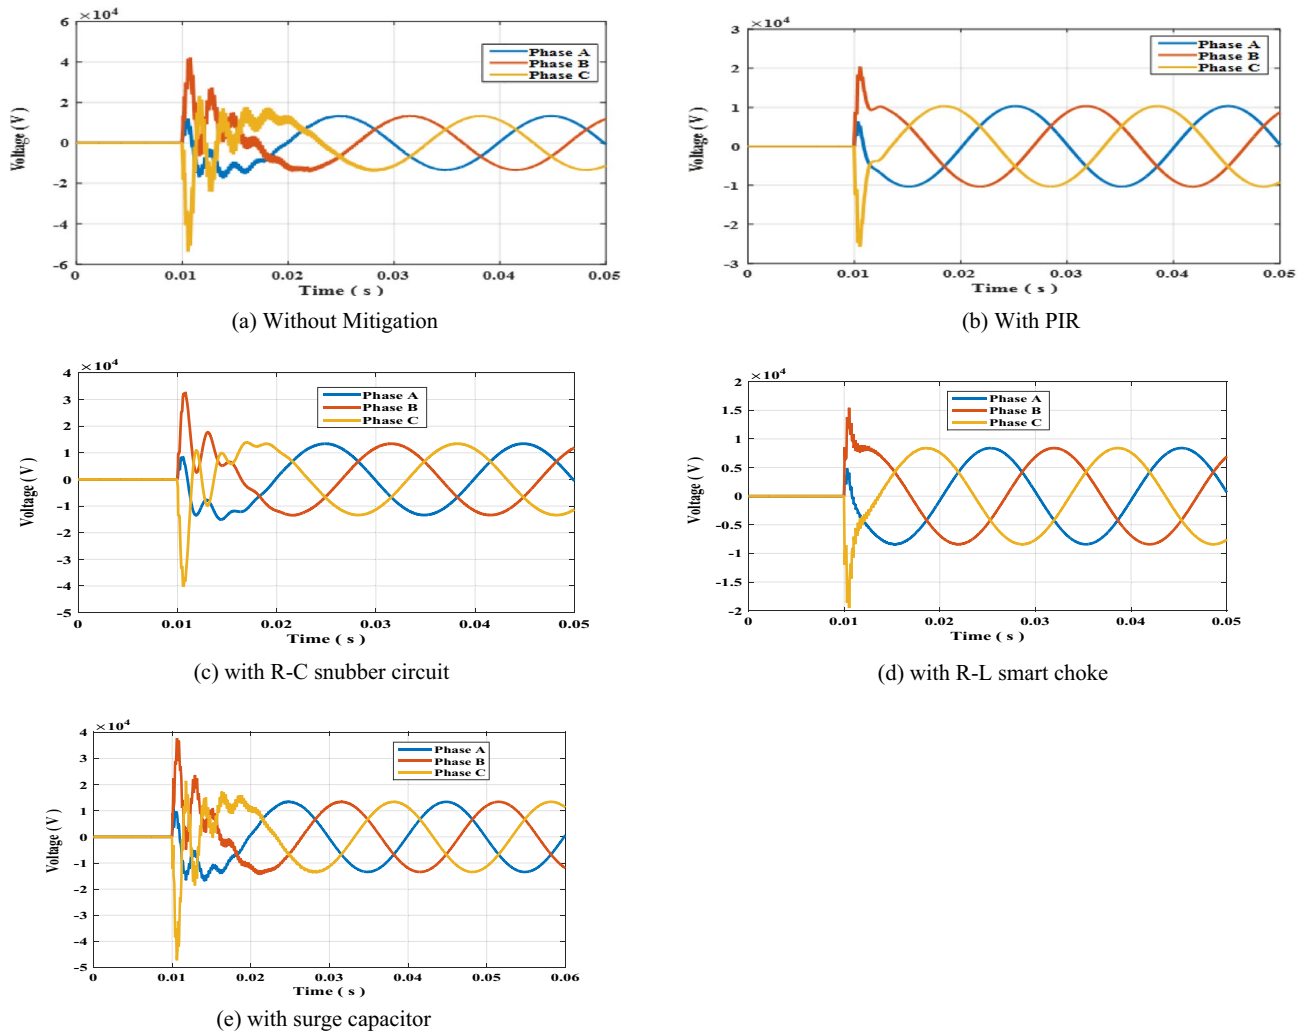 ×10⁴
6
4
2
0
-2
-4
-6
Voltage ( V )
Phase A
Phase B
Phase C
0 0.01 0.02 0.03 0.04 0.05
Time ( s )
(a) Without Mitigation
×10⁴
3
2
1
0
-1
-2
-3
Voltage ( V )
Phase A
Phase B
Phase C
0 0.01 0.02 0.03 0.04 0.05
Time ( s )
(b) With PIR
×10⁴
4
3
2
1
0
-1
-2
-3
-4
-5
Voltage ( V )
Phase A
Phase B
Phase C
0 0.01 0.02 0.03 0.04 0.05
Time ( s )
(c) with R-C snubber circuit
×10⁴
2
1.5
1
0.5
0
-0.5
-1
-1.5
-2
Voltage ( V )
Phase A
Phase B
Phase C
0 0.01 0.02 0.03 0.04 0.05
Time ( s )
(d) with R-L smart choke
×10⁴
4
3
2
1
0
-1
-2
-3
-4
-5
Voltage ( V )
Phase A
Phase B
Phase C
0 0.01 0.02 0.03 0.04 0.05 0.06
Time ( s )
(e) with surge capacitor